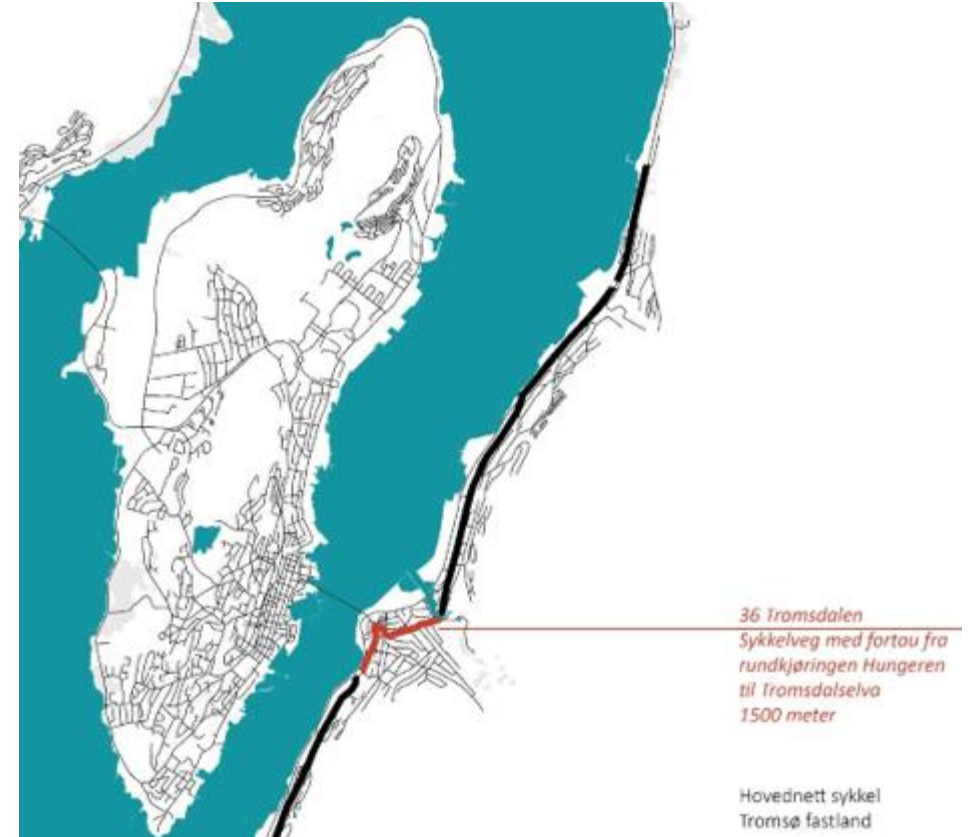 36 Tromsdalen
Sykkelveg med fortau fra
rundkjøringen Hungeren
til Tromsdalselva
1500 meter
Hovednett sykkel
Tromsø fastland